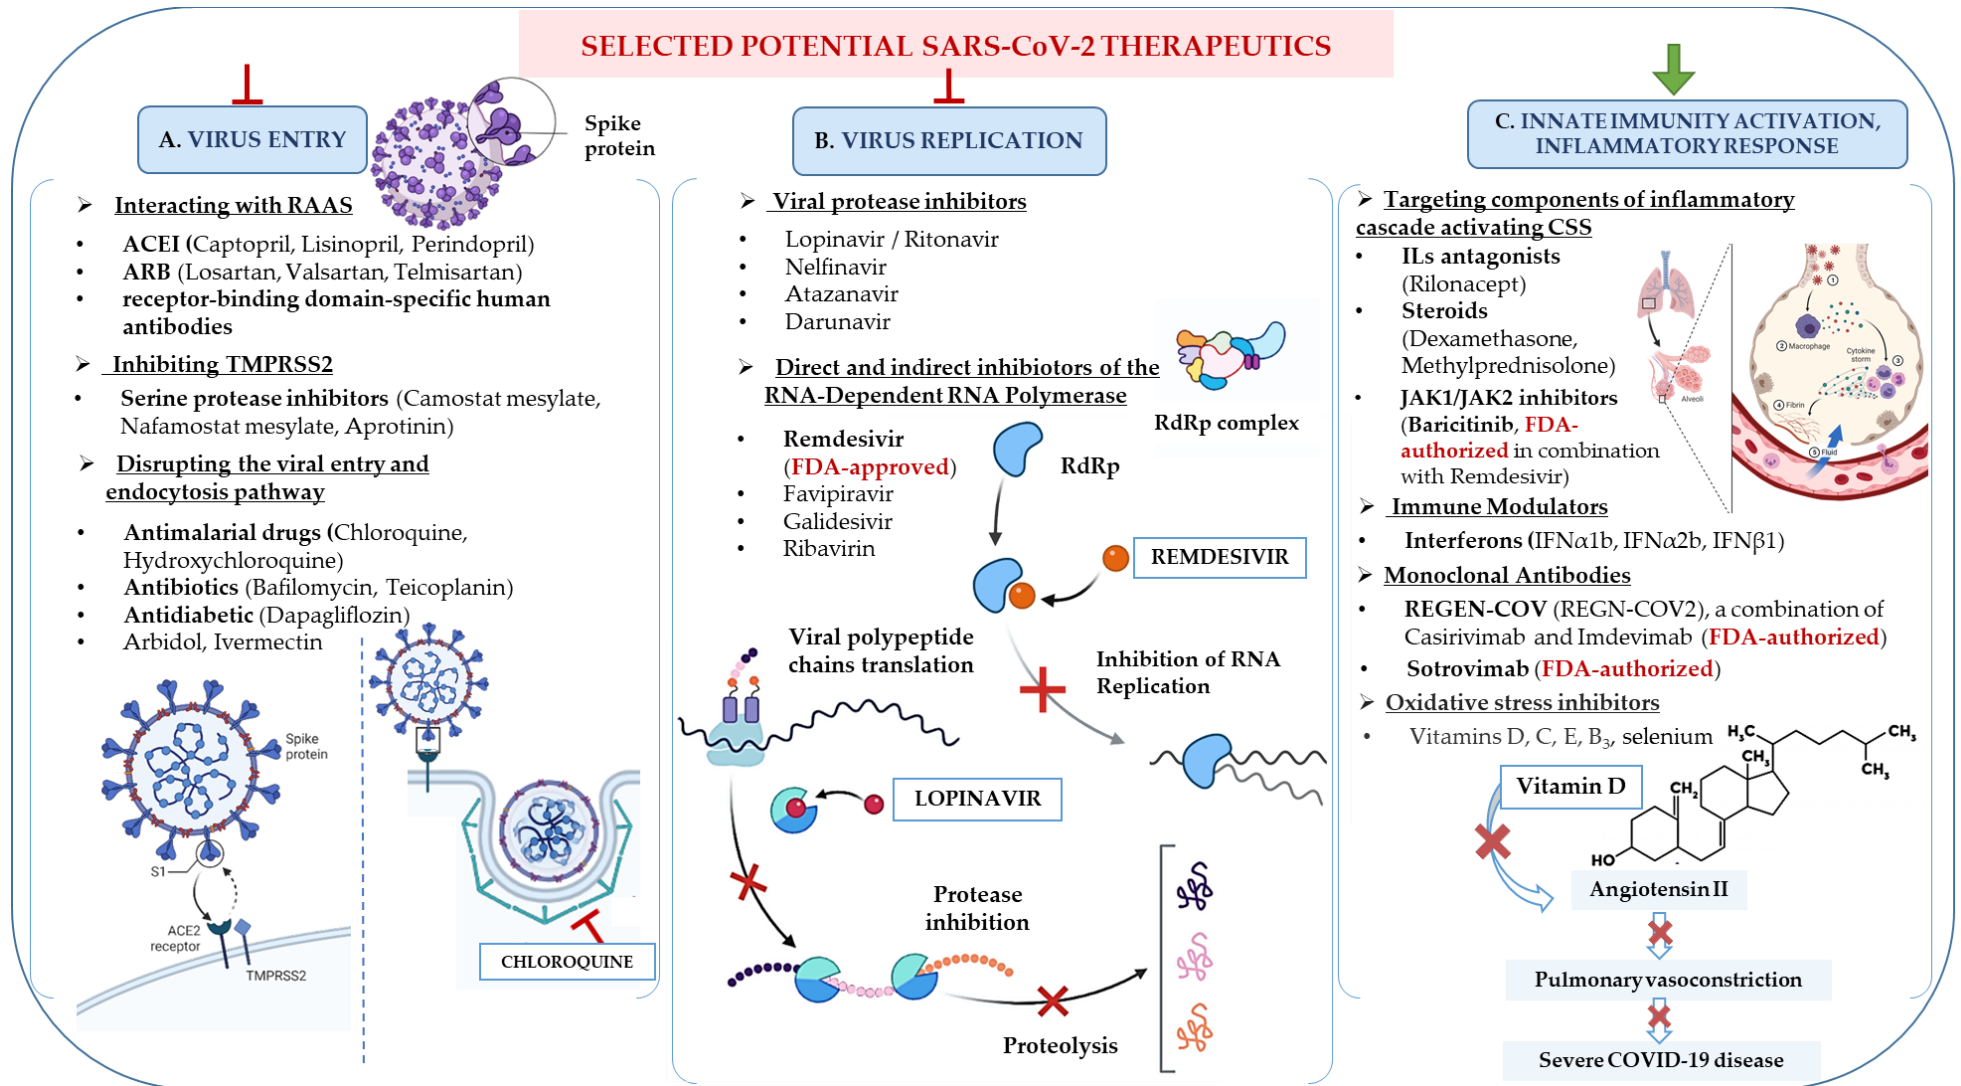 SELECTED POTENTIAL SARS-CoV-2 THERAPEUTICS
A. VIRUS ENTRY
Spike
protein
➢ Interacting with RAAS
• ACEI (Captopril, Lisinopril, Perindopril)
• ARB (Losartan, Valsartan, Telmisartan)
• receptor-binding domain-specific human
antibodies
➢ Inhibiting TMPRSS2
• Serine protease inhibitors (Camostat mesylate,
Nafamostat mesylate, Aprotinin)
➢ Disrupting the viral entry and
endocytosis pathway
• Antimalarial drugs (Chloroquine,
Hydroxychloroquine)
• Antibiotics (Bafilomycin, Teicoplanin)
• Antidiabetic (Dapagliflozin)
• Arbidol, Ivermectin
Spike
protein
S1
ACE2
receptor
TMPRSS2
CHLOROQUINE
B. VIRUS REPLICATION
➢ Viral protease inhibitors
• Lopinavir / Ritonavir
• Nelfinavir
• Atazanavir
• Darunavir
➢ Direct and indirect inhibiotors of the
RNA-Dependent RNA Polymerase
• Remdesivir
(FDA-approved)
• Favipiravir
• Galidesivir
• Ribavirin
RdRp complex
RdRp
REMDESIVIR
Viral polypeptide
chains translation
Inhibition of RNA
Replication
LOPINAVIR
Protease
inhibition
Proteolysis
C. INNATE IMMUNITY ACTIVATION,
INFLAMMATORY RESPONSE
➢ Targeting components of inflammatory
cascade activating CSS
• ILs antagonists
(Rilonacept)
• Steroids
(Dexamethasone,
Methylprednisolone)
• JAK1/JAK2 inhibitors
(Baricitinib, FDA-
authorized in combination
with Remdesivir)
Alveoli
1
2 Macrophage
Cytokine
storm
3
4 Fibrin
5 Fluid
➢ Immune Modulators
• Interferons (IFNα1b, IFNα2b, IFNβ1)
➢ Monoclonal Antibodies
• REGEN-COV (REGN-COV2), a combination of
Casirivimab and Imdevimab (FDA-authorized)
• Sotrovimab (FDA-authorized)
➢ Oxidative stress inhibitors
• Vitamins D, C, E, B₃, selenium
H₃C
CH₃
CH₃
CH₃
CH₂
HO
Vitamin D
Angiotensin II
Pulmonary vasoconstriction
Severe COVID-19 disease